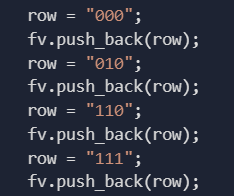 row = "000";
fv.push_back(row);
row = "010";
fv.push_back(row);
row = "110";
fv.push_back(row);
row = "111";
fv.push_back(row);